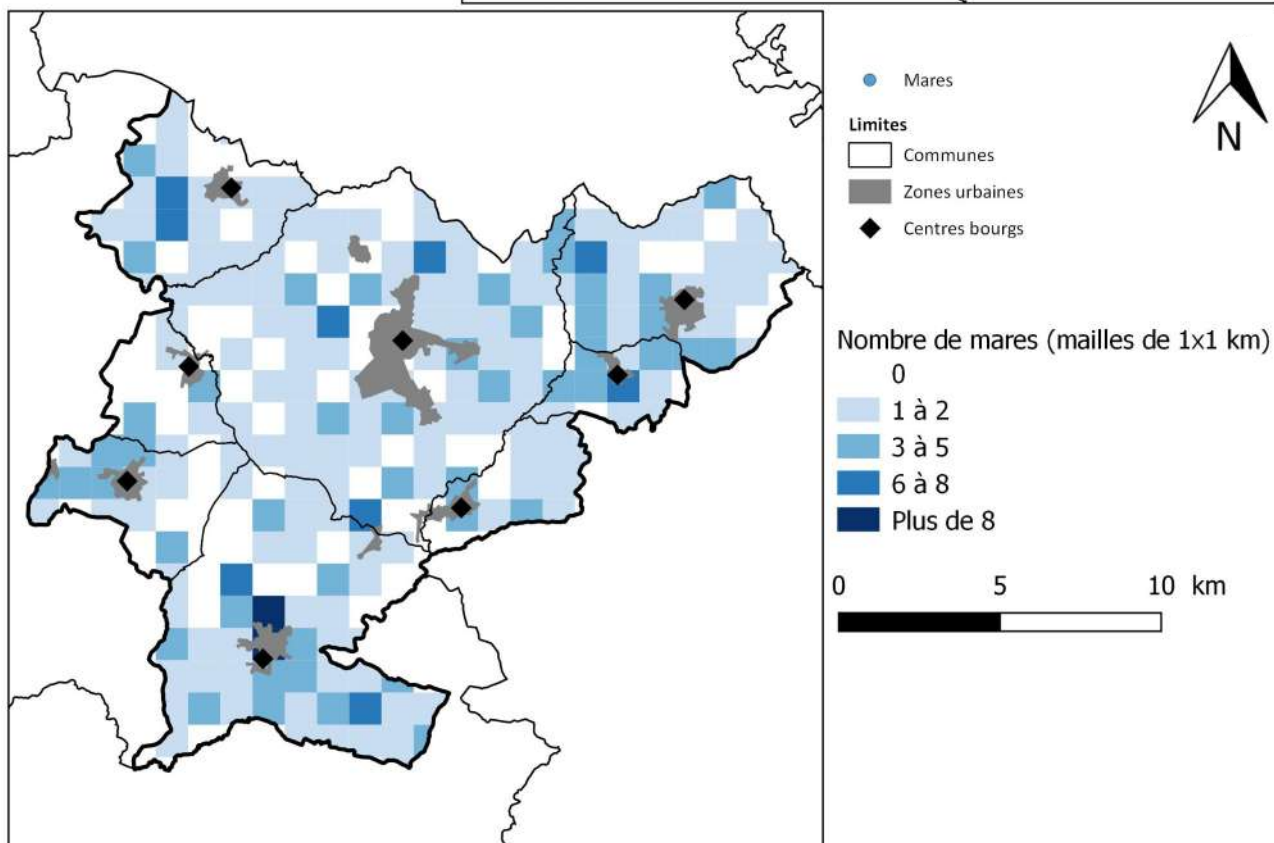 Mares
Limites
Communes
Zones urbaines
Centres bourgs
N
Nombre de mares (mailles de 1x1 km)
0
1 à 2
3 à 5
6 à 8
Plus de 8
0 5 10 km